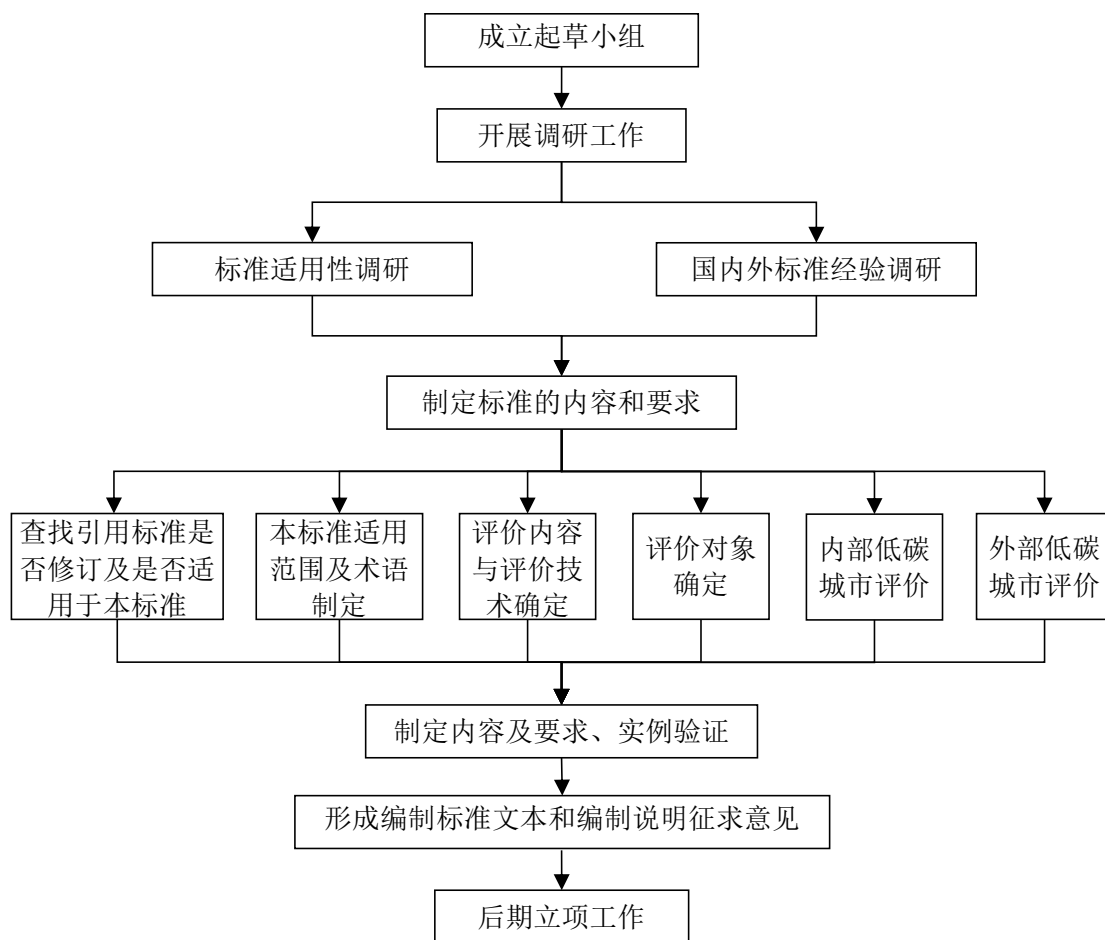 成立起草小组
开展调研工作
标准适用性调研
国内外标准经验调研
制定标准的内容和要求
查找引用标准是
否修订及是否适
用于本标准
本标准适用
范围及术语
制定
评价内容
与评价技
术确定
评价对象
确定
内部低碳
城市评价
外部低碳
城市评价
制定内容及要求、实例验证
形成编制标准文本和编制说明征求意见
后期立项工作